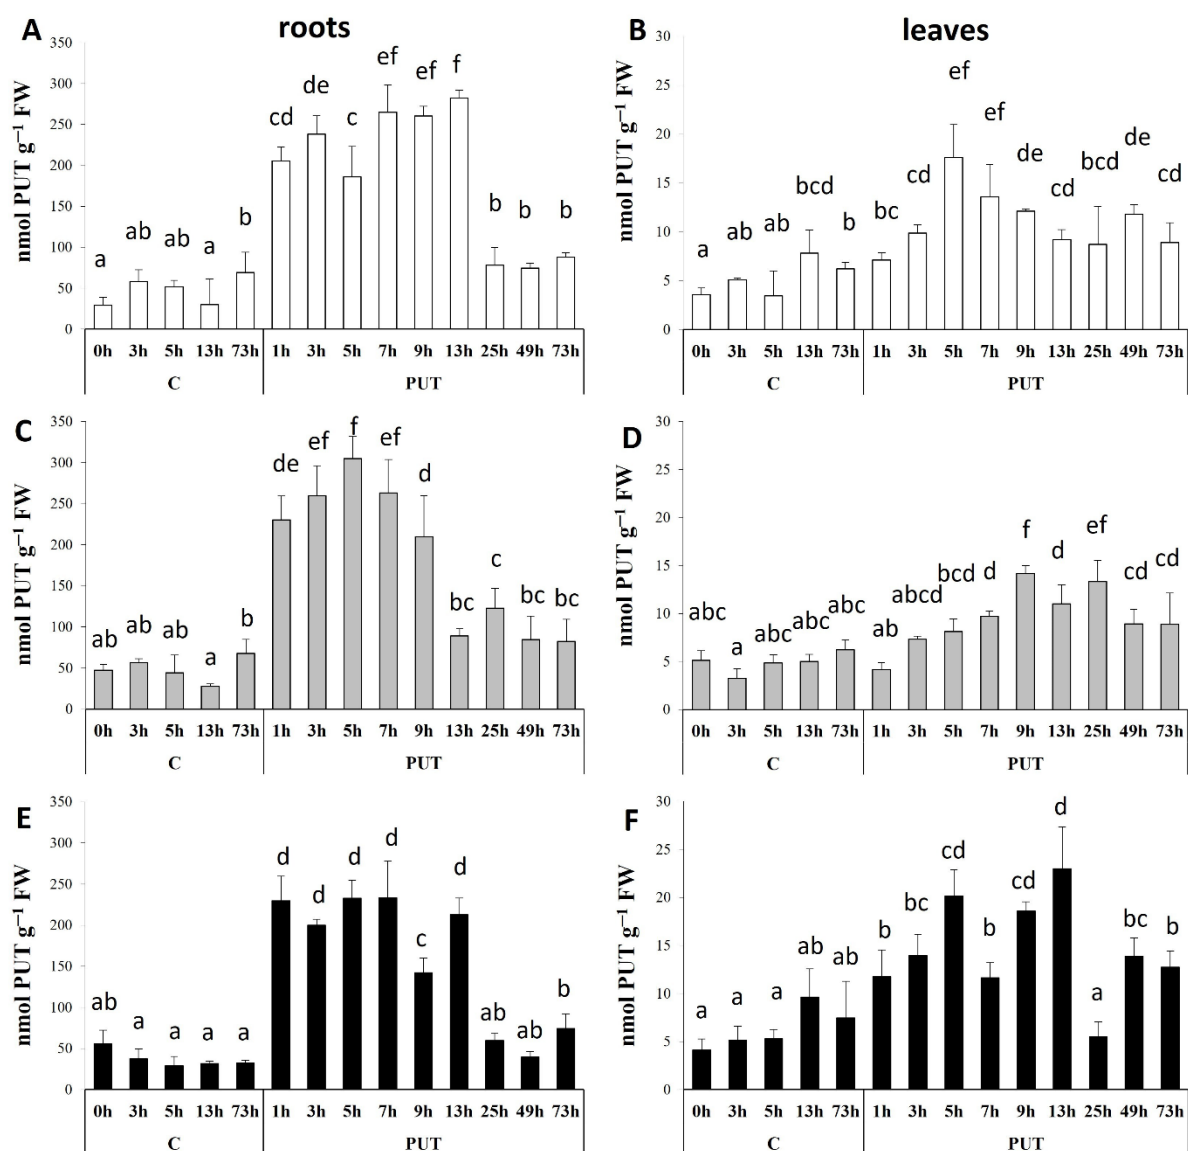 A roots
350
300
250
200
150
100
50
0
nmol PUT g⁻¹ FW
a ab ab a b cd de c ef ef f b b b
0h 3h 5h 13h 73h 1h 3h 5h 7h 9h 13h 25h 49h 73h
C PUT
B leaves
30
25
20
15
10
5
0
nmol PUT g⁻¹ FW
a ab ab bcd b bc cd ef ef de cd bcd de cd
0h 3h 5h 13h 73h 1h 3h 5h 7h 9h 13h 25h 49h 73h
C PUT
C
350
300
250
200
150
100
50
0
nmol PUT g⁻¹ FW
ab ab ab a b de ef f ef d bc c bc bc
0h 3h 5h 13h 73h 1h 3h 5h 7h 9h 13h 25h 49h 73h
C PUT
D
30
25
20
15
10
5
0
nmol PUT g⁻¹ FW
abc a abc abc abc ab abcd bcd d f d ef cd cd
0h 3h 5h 13h 73h 1h 3h 5h 7h 9h 13h 25h 49h 73h
C PUT
E
350
300
250
200
150
100
50
0
nmol PUT g⁻¹ FW
ab a a a a d d d d c d ab ab b
0h 3h 5h 13h 73h 1h 3h 5h 7h 9h 13h 25h 49h 73h
C PUT
F
30
25
20
15
10
5
0
nmol PUT g⁻¹ FW
a a a ab ab b bc cd b cd d a bc b
0h 3h 5h 13h 73h 1h 3h 5h 7h 9h 13h 25h 49h 73h
C PUT